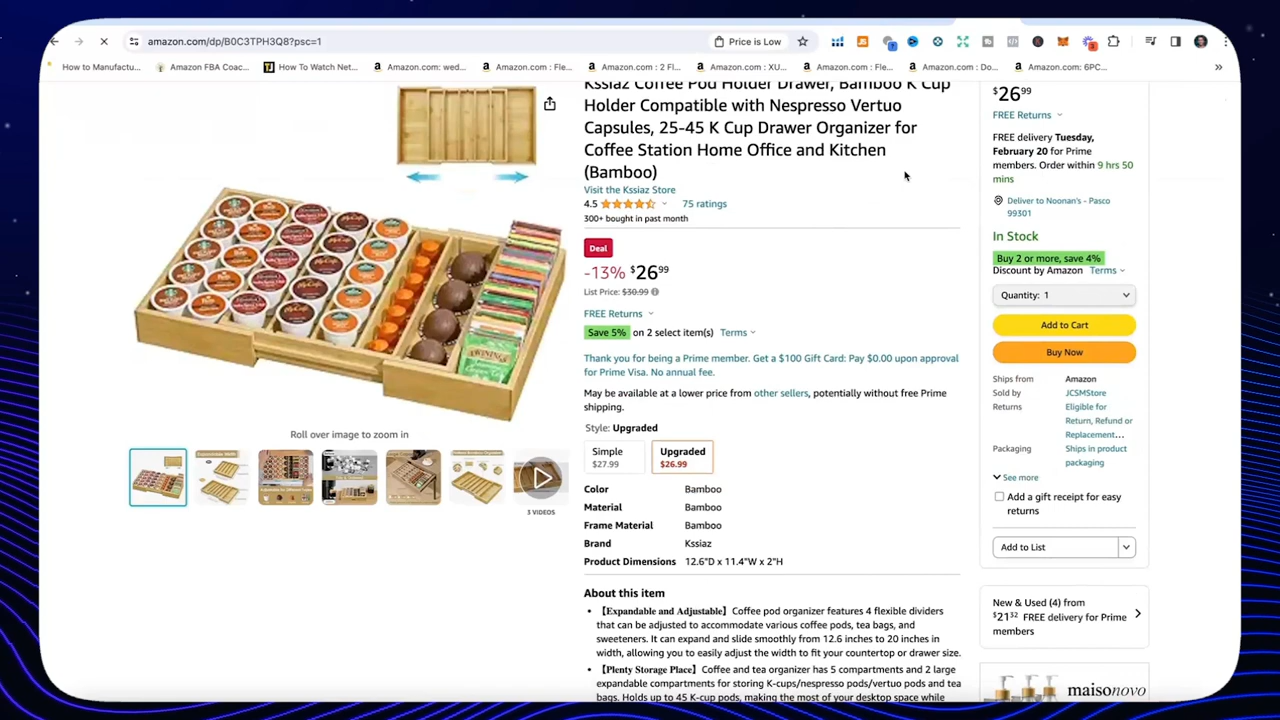 amazon.com/dp/B0C3TPH3Q8?psc=1
Price is Low
How to Manufactu...
Amazon FBA Coac...
How To Watch Net...
Amazon.com: wed...
Amazon.com : Fle...
Amazon.com : 2 Fl...
Amazon.com : XU...
Amazon.com: Fle...
Amazon.com : Do...
Amazon.com: 6PC...
»
Kssiaz Coffee Pod Holder Drawer, Bamboo K Cup
Holder Compatible with Nespresso Vertuo
Capsules, 25-45 K Cup Drawer Organizer for
Coffee Station Home Office and Kitchen
(Bamboo)
Visit the Kssiaz Store
4.5
75 ratings
300+ bought in past month
Deal
-13% $2699
List Price: $30.99
FREE Returns
Save 5% on 2 select item(s) Terms
Thank you for being a Prime member. Get a $100 Gift Card: Pay $0.00 upon approval
for Prime Visa. No annual fee.
May be available at a lower price from other sellers, potentially without free Prime
shipping.
Style: Upgraded
Simple
$27.99
Upgraded
$26.99
Color Bamboo
Material Bamboo
Frame Material Bamboo
Brand Kssiaz
Product Dimensions 12.6"D x 11.4"W x 2"H
About this item
• 【Expandable and Adjustable】Coffee pod organizer features 4 flexible dividers
that can be adjusted to accommodate various coffee pods, tea bags, and
sweeteners. It can expand and slide smoothly from 12.6 inches to 20 inches in
width, allowing you to easily adjust the width to fit your countertop or drawer size.
• 【Plenty Storage Place】Coffee and tea organizer has 5 compartments and 2 large
expandable compartments for storing K-cups/nespresso pods/vertuo pods and tea
bags. Holds up to 45 K-cup pods, making the most of your desktop space while
TWININGS
Roll over image to zoom in
3 VIDEOS
$2699
FREE Returns
FREE delivery Tuesday,
February 20 for Prime
members. Order within 9 hrs 50
mins
Deliver to Noonan's - Pasco
99301
In Stock
Buy 2 or more, save 4%
Discount by Amazon Terms
Quantity: 1
Add to Cart
Buy Now
Ships from Amazon
Sold by JCSMStore
Returns Eligible for
Return, Refund or
Replacement...
Packaging Ships in product
packaging
See more
Add a gift receipt for easy
returns
Add to List
New & Used (4) from
$2132 FREE delivery for Prime
members
maisonovo